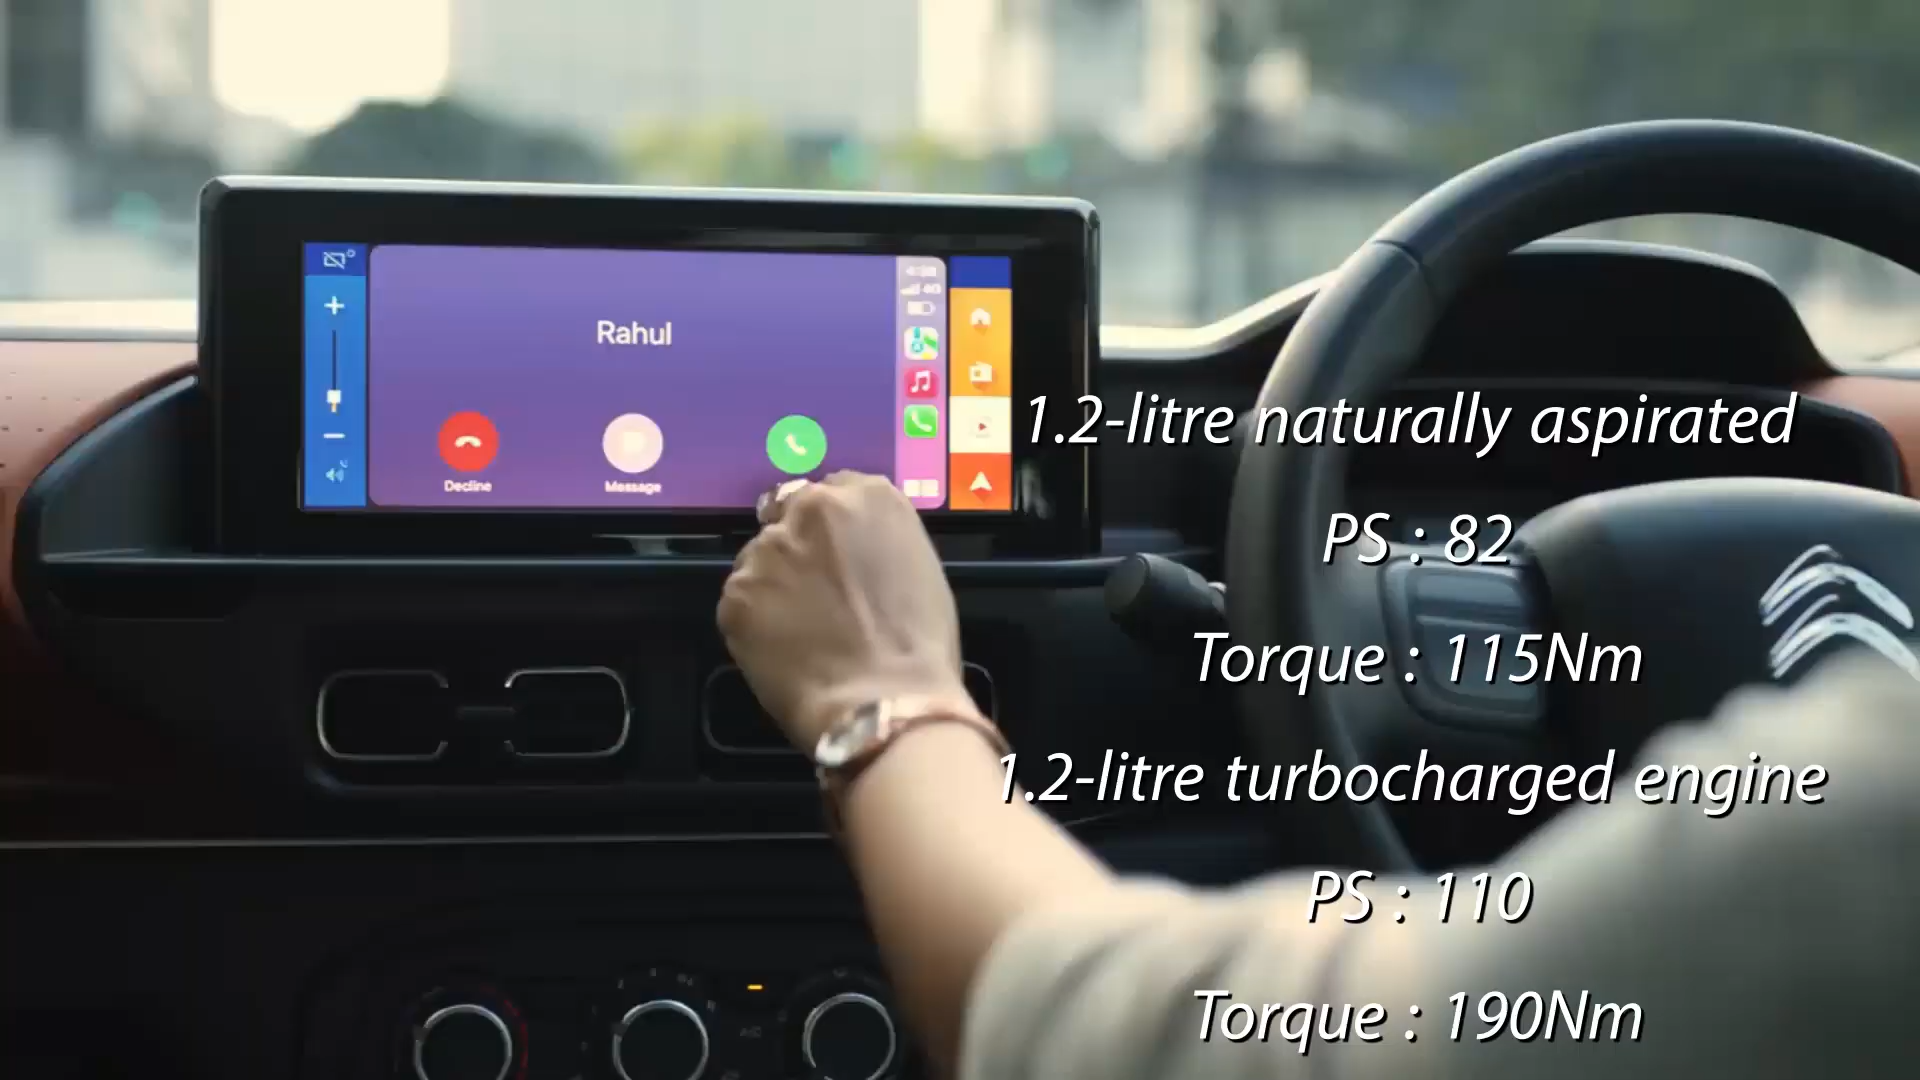 Rahul
Decline
Message
1.2-litre naturally aspirated
PS : 82
Torque : 115Nm
1.2-litre turbocharged engine
PS : 110
Torque : 190Nm